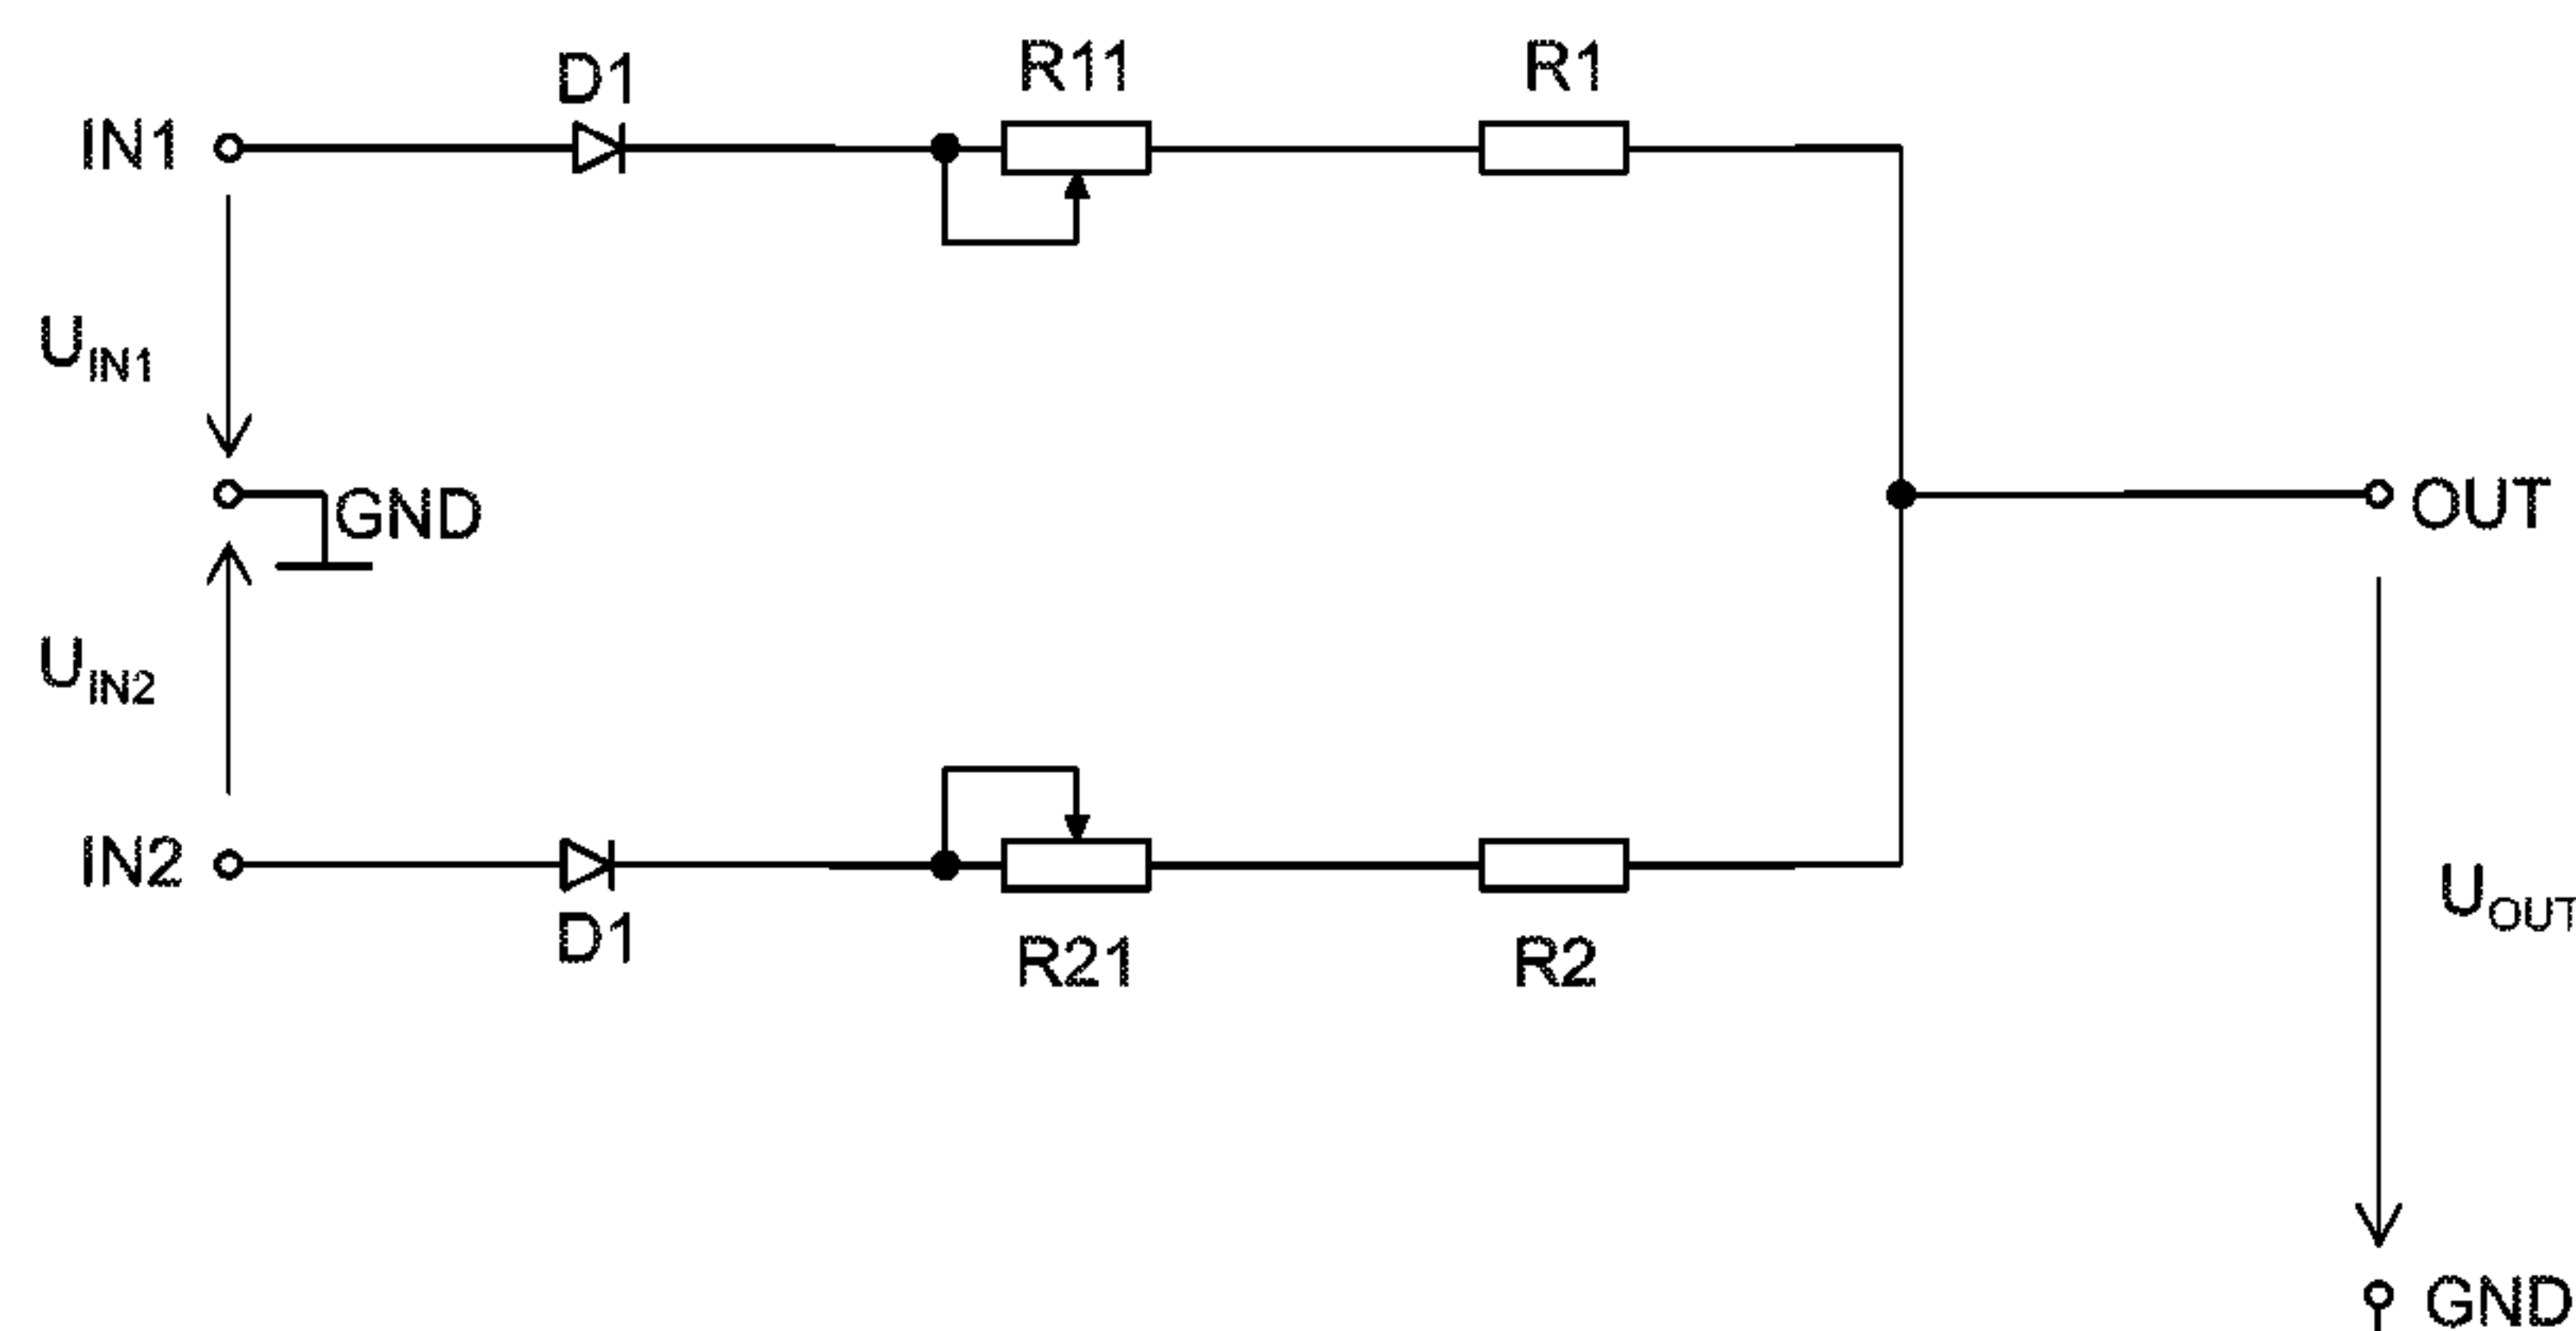 D1
R11
R1
IN1
UIN1
GND
OUT
UIN2
IN2
UOUT
D1
R21
R2
GND